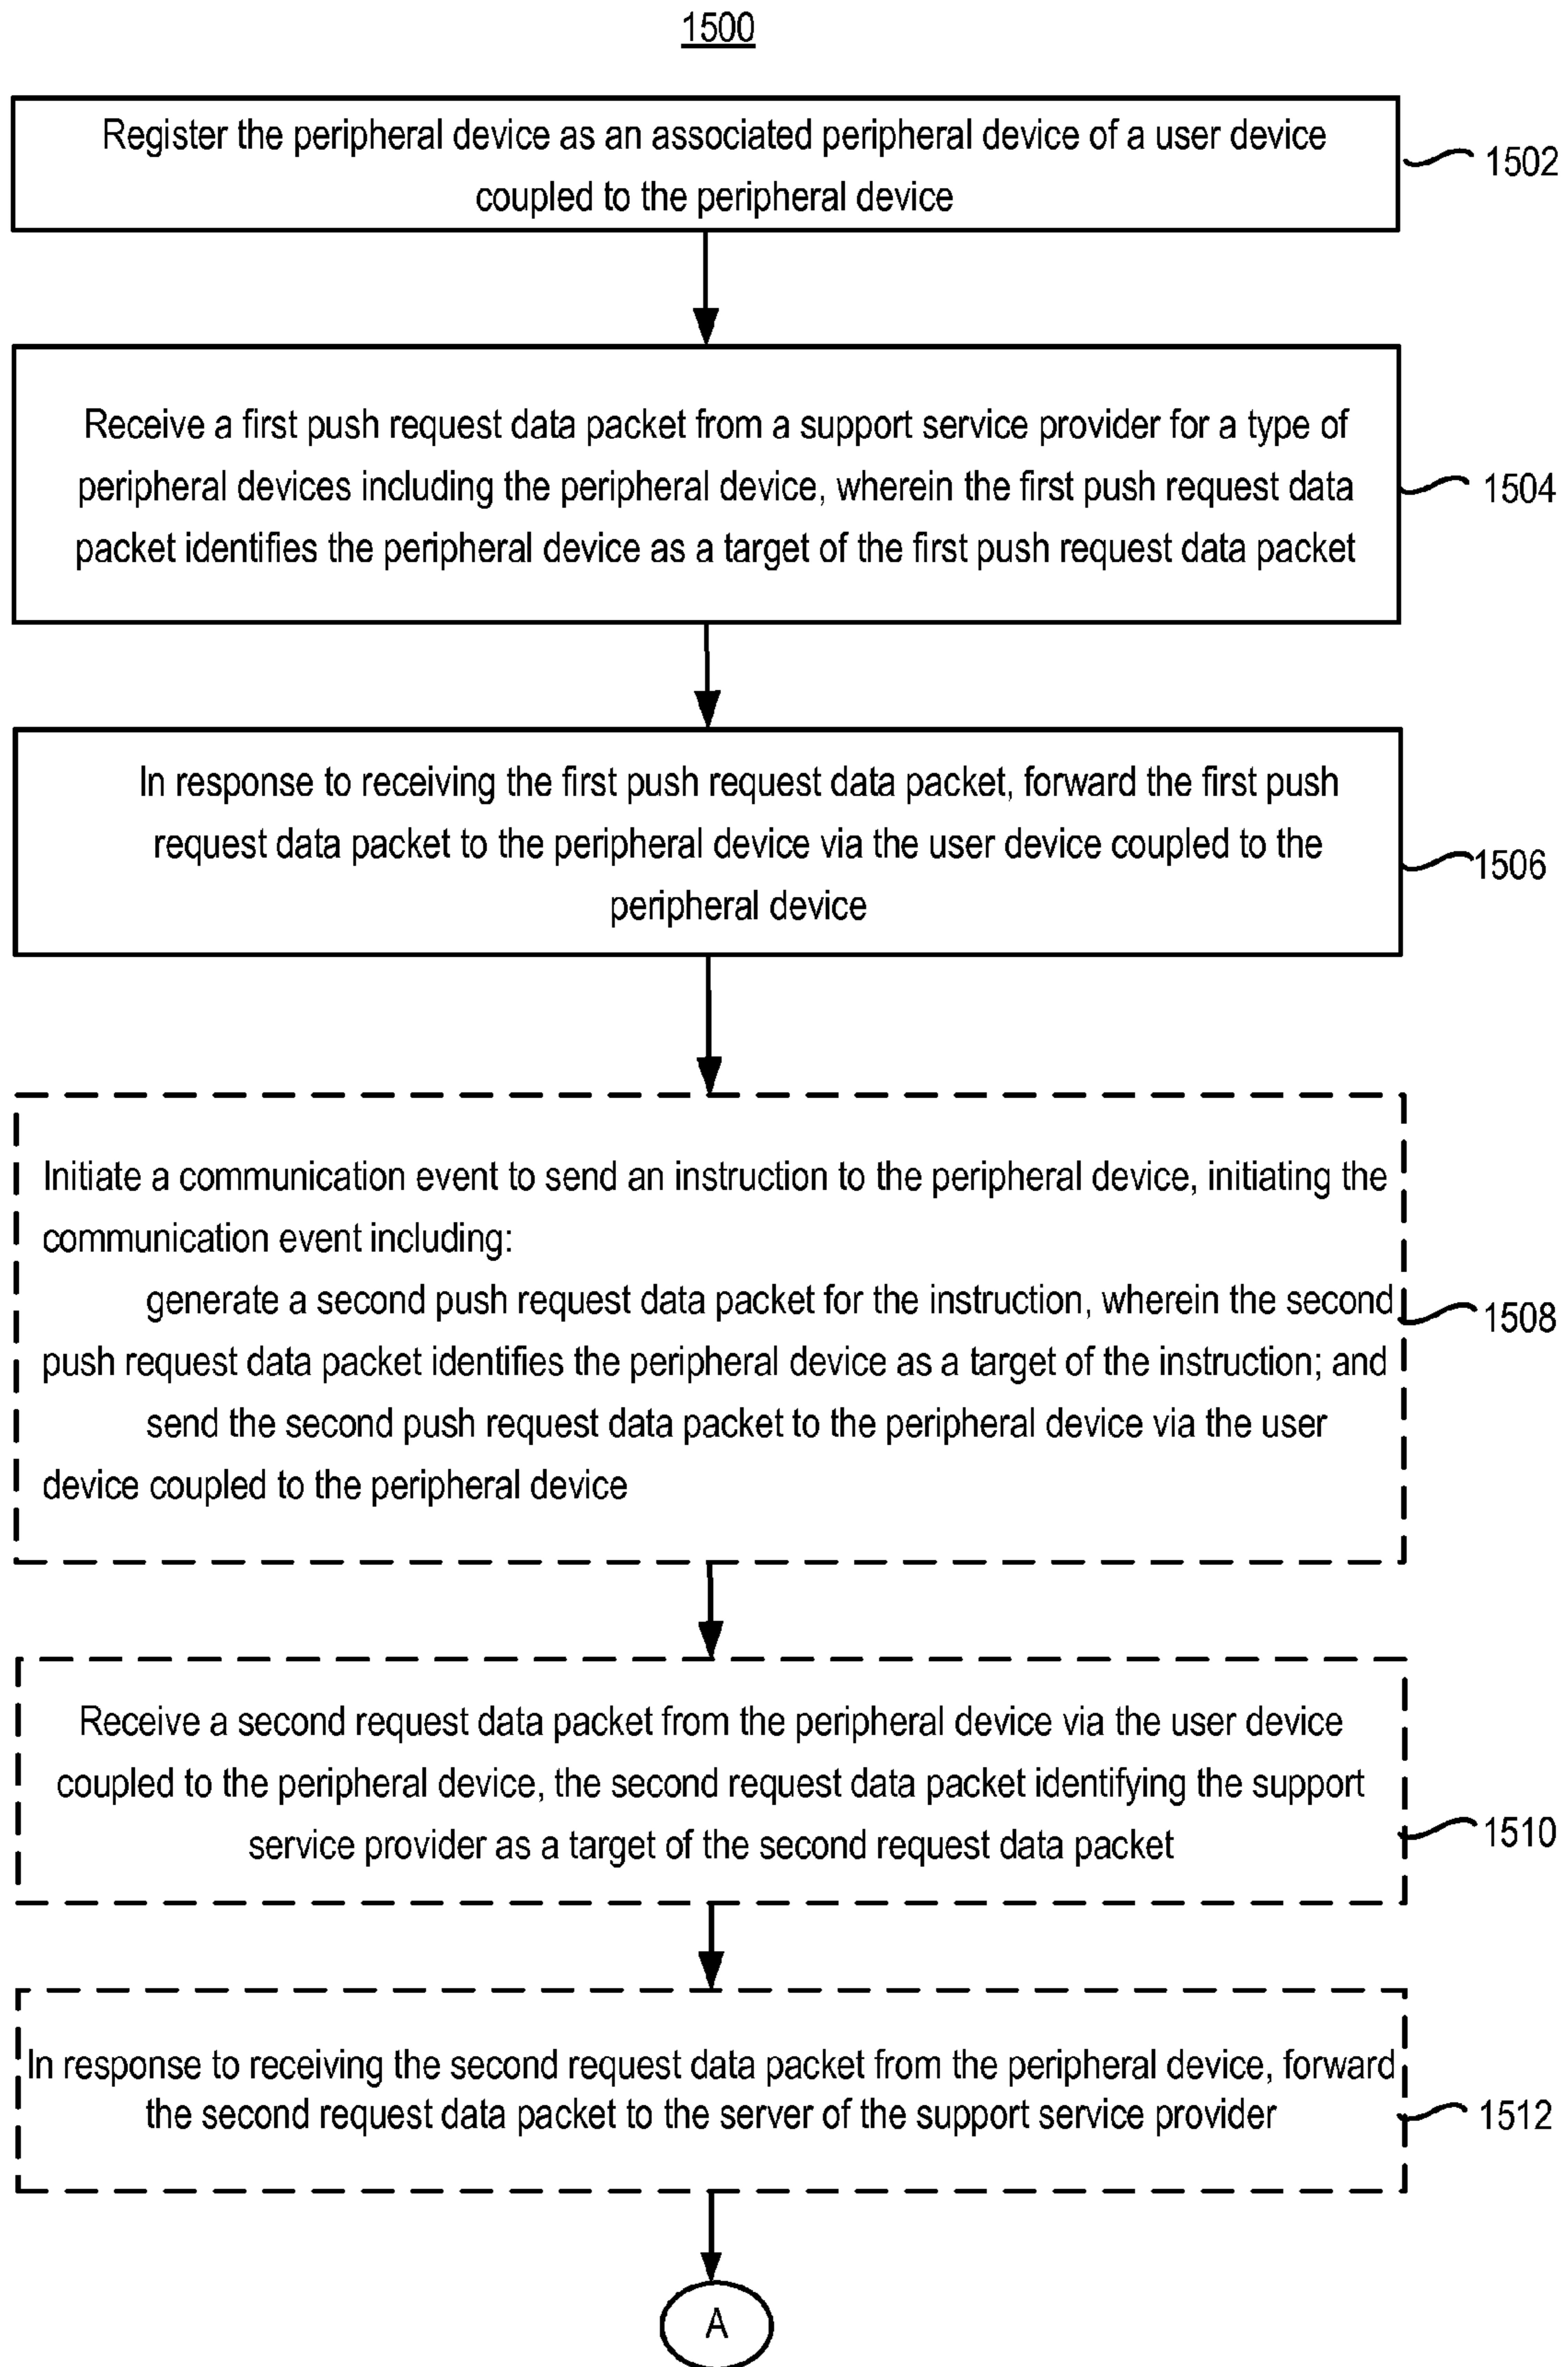 1500
Register the peripheral device as an associated peripheral device of a user device
coupled to the peripheral device
1502
Receive a first push request data packet from a support service provider for a type of
peripheral devices including the peripheral device, wherein the first push request data
packet identifies the peripheral device as a target of the first push request data packet
1504
In response to receiving the first push request data packet, forward the first push
request data packet to the peripheral device via the user device coupled to the
peripheral device
1506
Initiate a communication event to send an instruction to the peripheral device, initiating the
communication event including:
generate a second push request data packet for the instruction, wherein the second
push request data packet identifies the peripheral device as a target of the instruction; and
send the second push request data packet to the peripheral device via the user
device coupled to the peripheral device
1508
Receive a second request data packet from the peripheral device via the user device
coupled to the peripheral device, the second request data packet identifying the support
service provider as a target of the second request data packet
1510
In response to receiving the second request data packet from the peripheral device, forward
the second request data packet to the server of the support service provider
1512
A